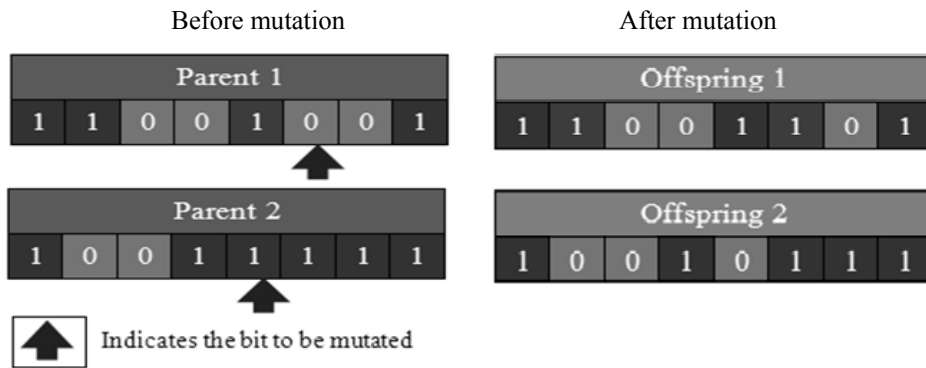 Before mutation
After mutation
Parent 1
1 1 0 0 1 0 0 1
Offspring 1
1 1 0 0 1 1 0 1
Parent 2
1 0 0 1 1 1 1 1
Offspring 2
1 0 0 1 0 1 1 1
Indicates the bit to be mutated